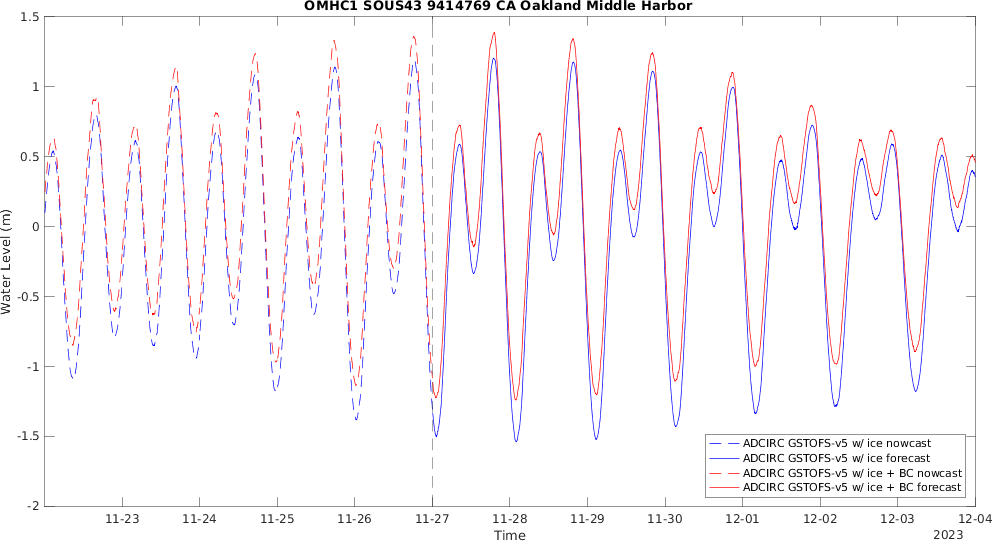 OMHC1 SOUS43 9414769 CA Oakland Middle Harbor
1.5
1
0.5
0
-0.5
-1
-1.5
-2
Water Level (m)
11-23 11-24 11-25 11-26 11-27 11-28 11-29 11-30 12-01 12-02 12-03 12-04
Time
2023
ADCIRC GSTOFS-v5 w/ ice nowcast
ADCIRC GSTOFS-v5 w/ ice forecast
ADCIRC GSTOFS-v5 w/ ice + BC nowcast
ADCIRC GSTOFS-v5 w/ ice + BC forecast